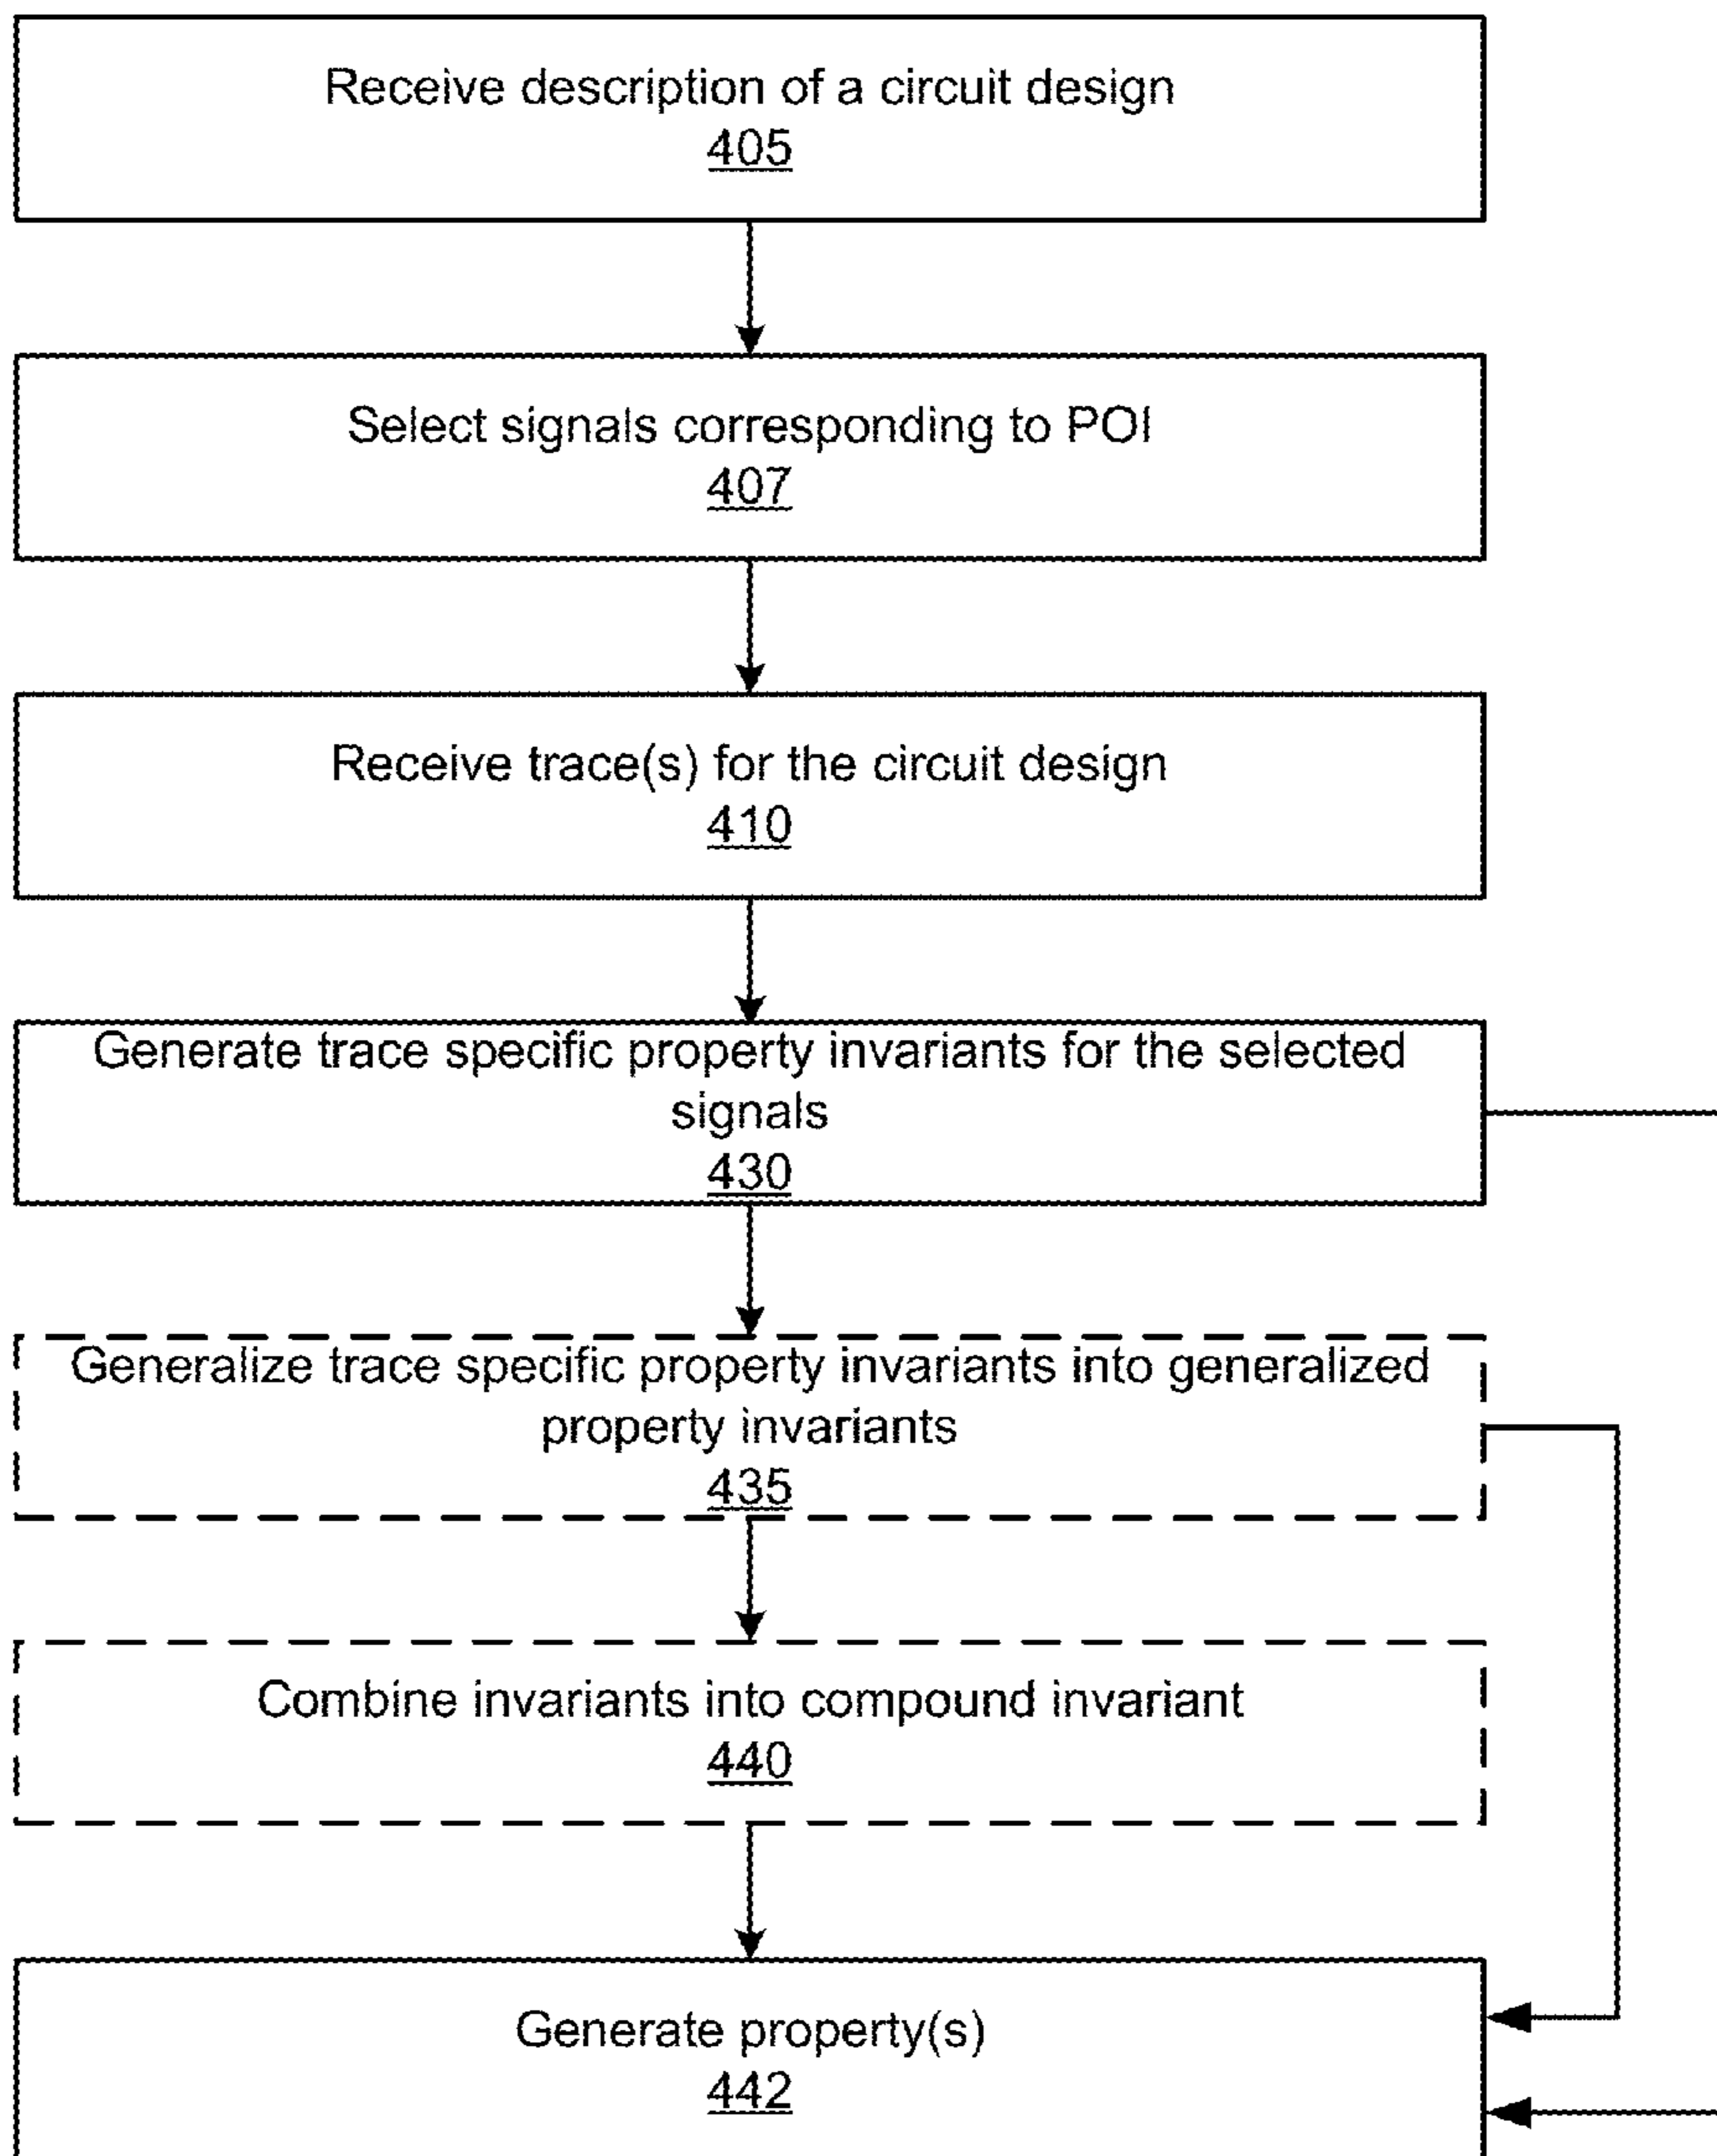 Receive description of a circuit design
405
Select signals corresponding to POI
407
Receive trace(s) for the circuit design
410
Generate trace specific property invariants for the selected
signals
430
Generalize trace specific property invariants into generalized
property invariants
435
Combine invariants into compound invariant
440
Generate property(s)
442